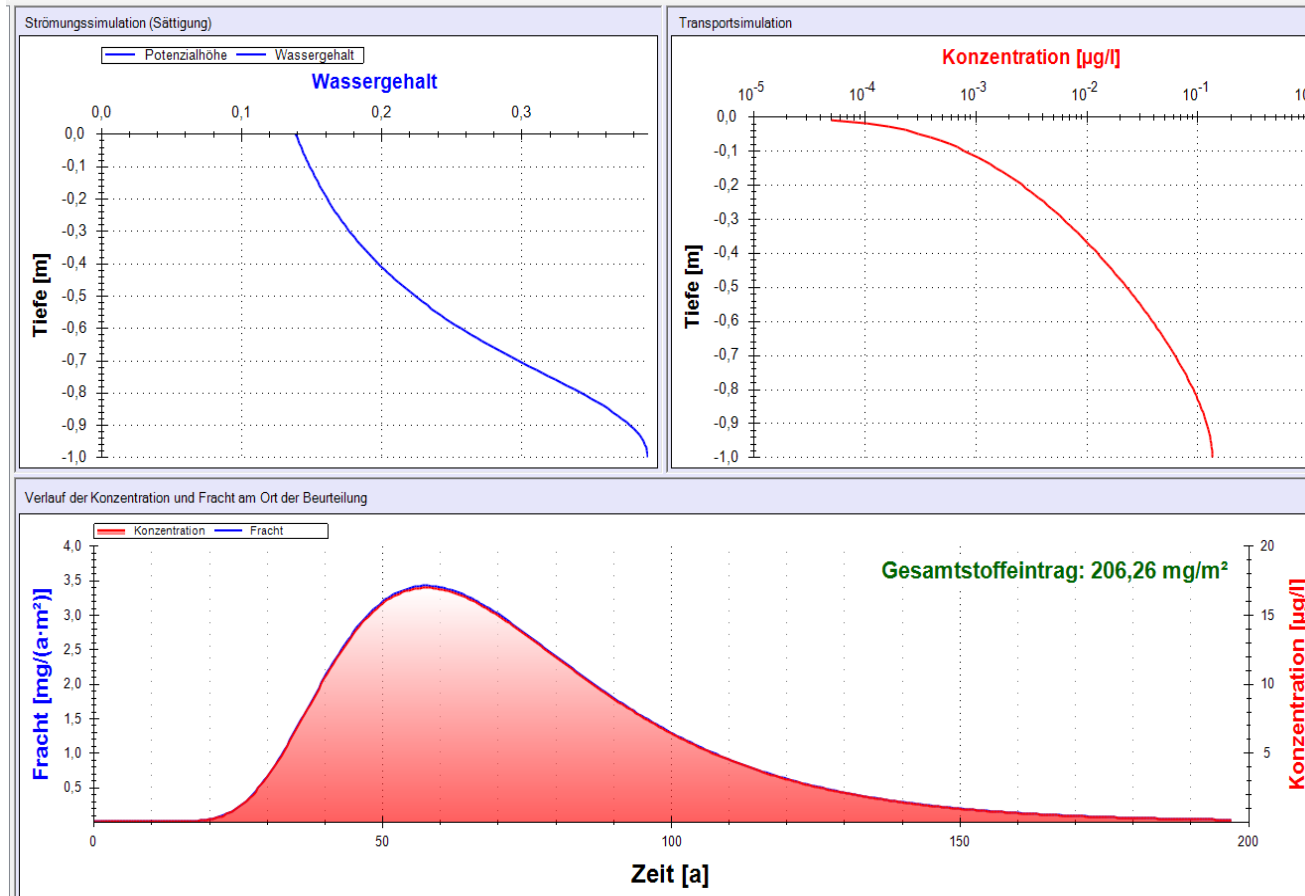 Strömungssimulation (Sättigung)
Potenzialhöhe Wassergehalt
Wassergehalt
0,0 0,1 0,2 0,3
0,0
-0,1
-0,2
-0,3
-0,4
-0,5
-0,6
-0,7
-0,8
-0,9
-1,0
Tiefe [m]
Transportsimulation
Konzentration [µg/l]
10-5 10-4 10-3 10-2 10-1 10
0,0
-0,1
-0,2
-0,3
-0,4
-0,5
-0,6
-0,7
-0,8
-0,9
-1,0
Tiefe [m]
Verlauf der Konzentration und Fracht am Ort der Beurteilung
Konzentration Fracht
Gesamtstoffeintrag: 206,26 mg/m²
4,0
3,5
3,0
2,5
2,0
1,5
1,0
0,5
Fracht [mg/(a·m²)]
20
15
10
5
Konzentration [µg/l]
0 50 100 150 200
Zeit [a]